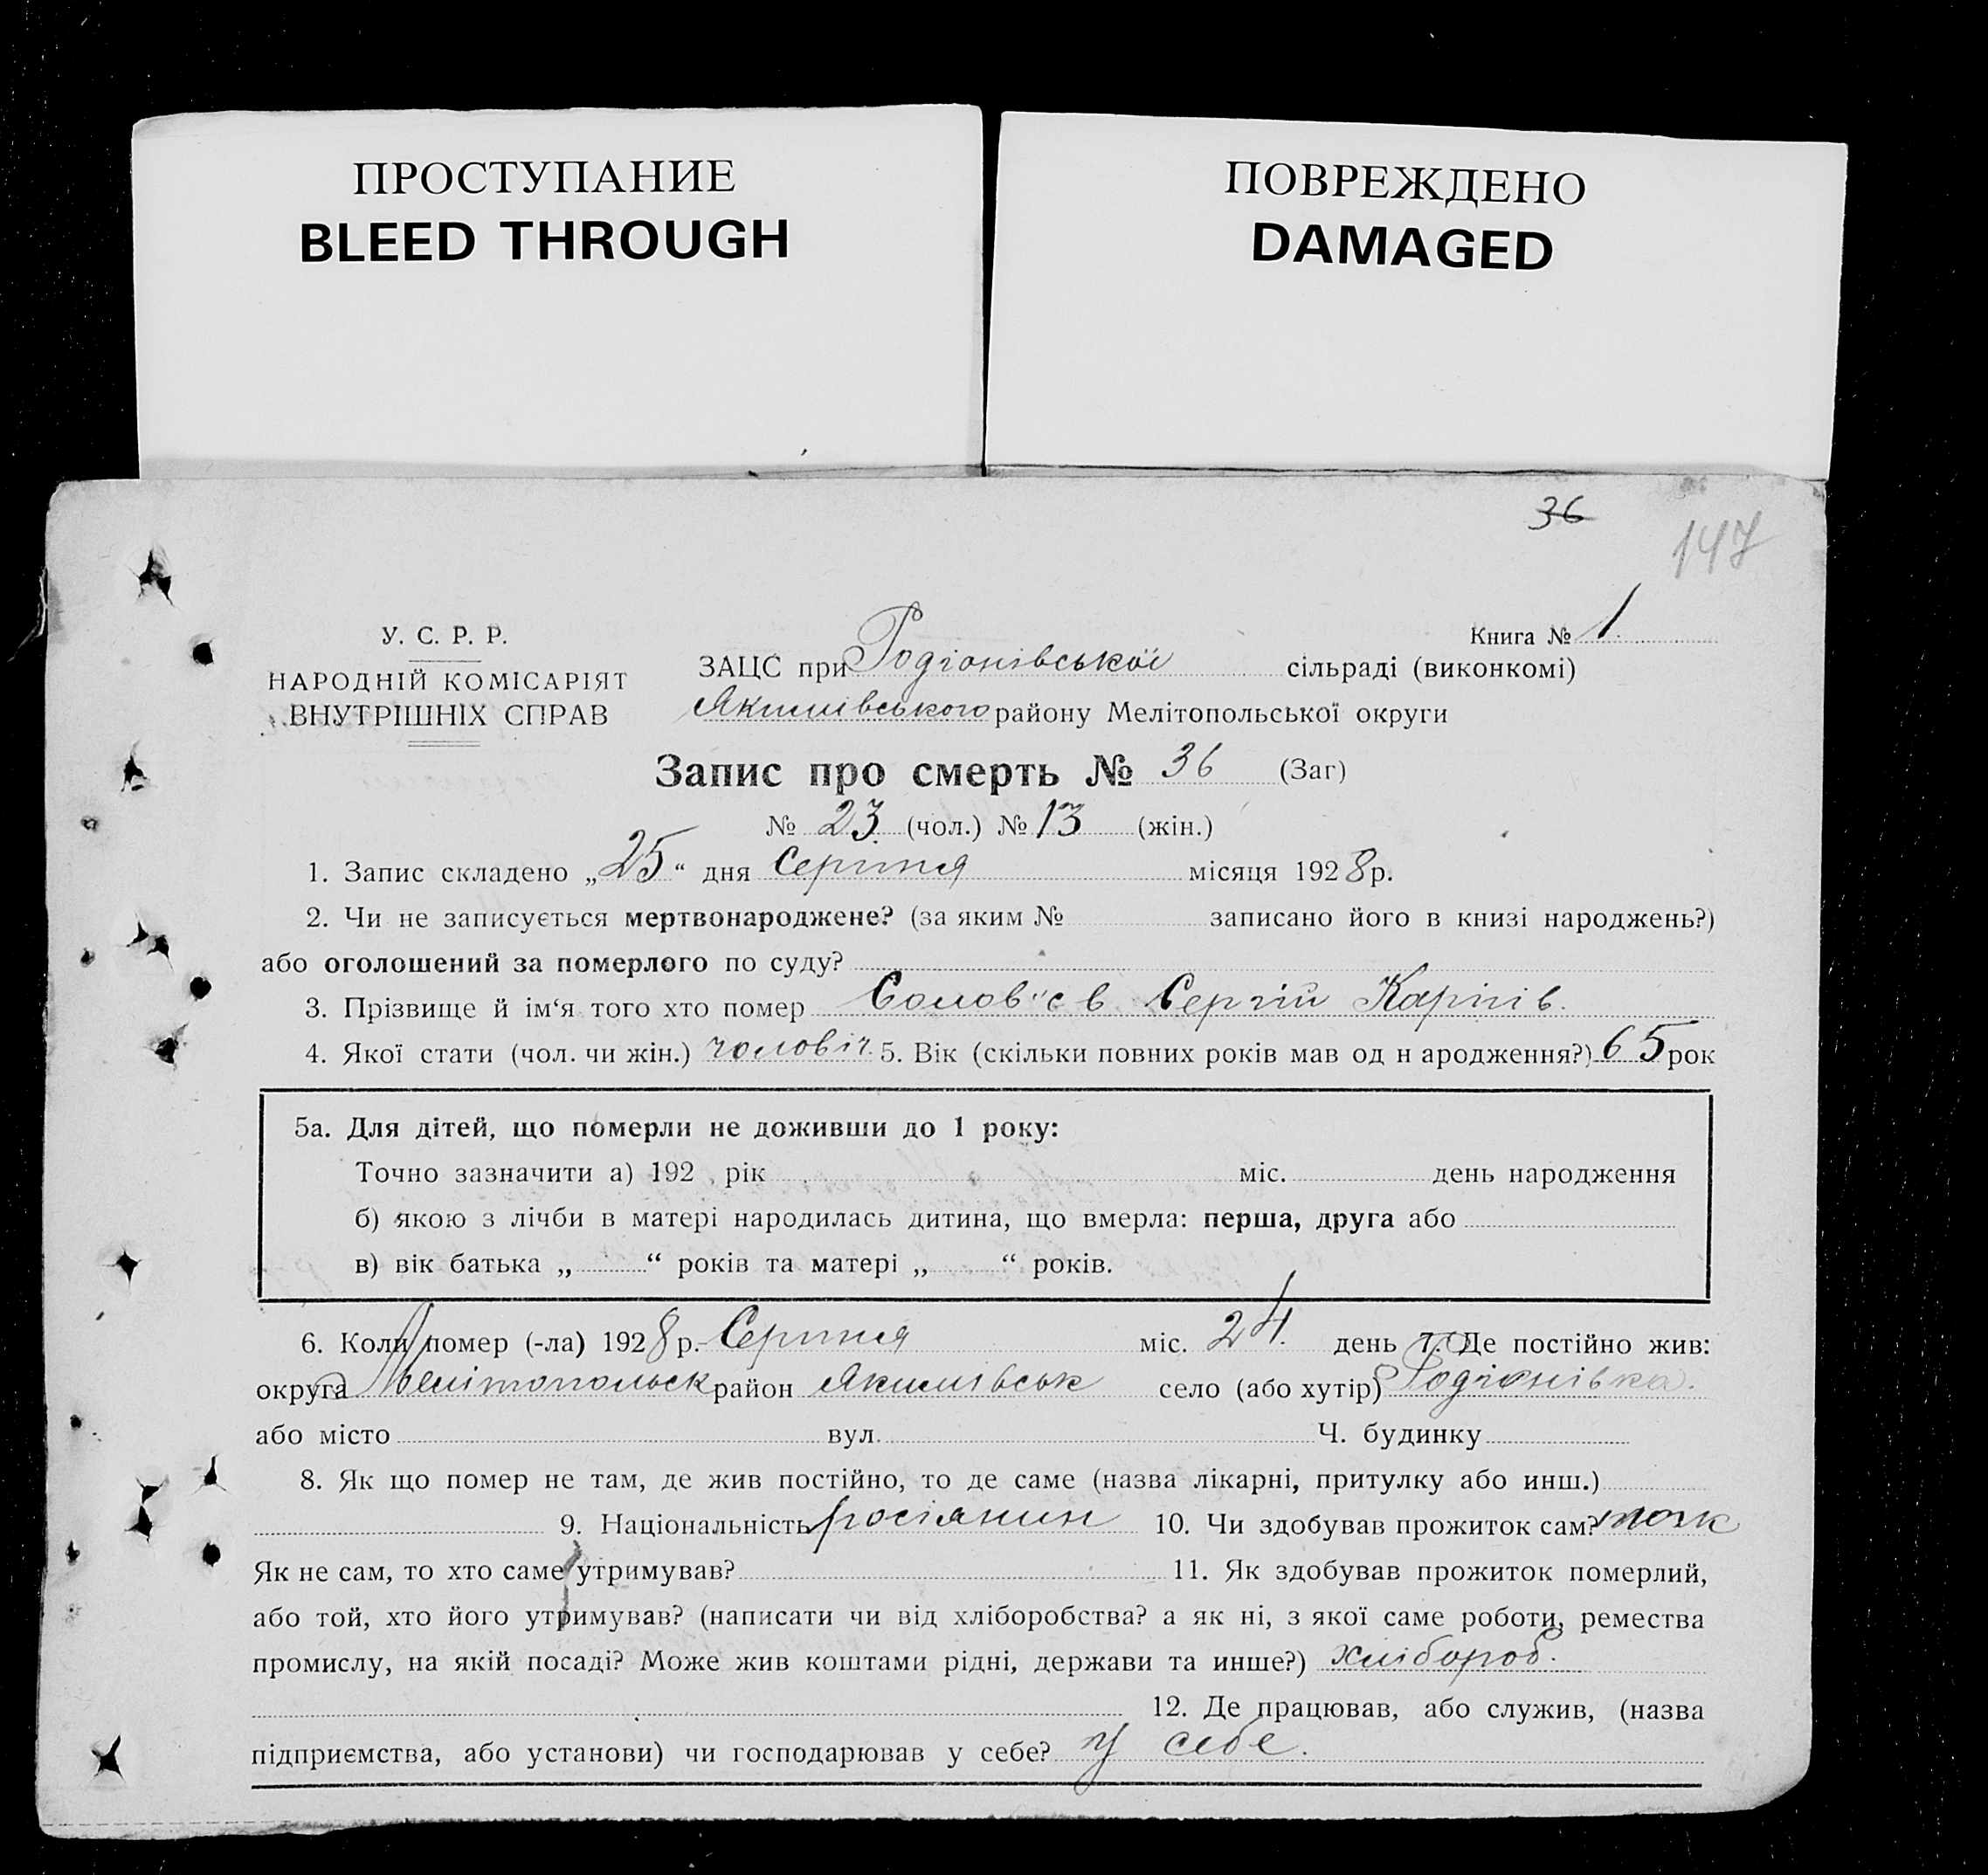 ПРОСТУПАНИЕ
BLEED THROUGH
ПОВРЕЖДЕНО
DAMAGED
36
147
У. С. Р. Р.
НАРОДНІЙ КОМІСАРІЯТ
ВНУТРІШНІХ СПРАВ
Книга № 1
ЗАЦС при Родіонівської сільраді (виконкомі)
Якимівського району Мелітопольської округи
Запис про смерть № 36 (Заг)
№ 23 (чол.) № 13 (жін.)
1. Запис складено „25“ дня Серпня місяця 1928 р.
2. Чи не записується мертвонароджене? (за яким № записано його в книзі народжень?)
або оголошений за померлого по суду?
3. Прізвище й ім‘я того хто помер Солов"єв Сергій
4. Якої стати (чол. чи жін.) чоловіч. 5. Вік (скільки повних років мав од н ародження?) 65 рок
5а. Для дітей, що померли не доживши до 1 року:
Точно зазначити а) 192 рік міс. день народження
б) якою з лічби в матері народилась дитина, що вмерла: перша, друга або
в) вік батька „ “ років та матері „ “ років.
6. Коли помер (-ла) 1928 р. Серпня міс. 24 день 7. Де постійно жив:
округа Мелітопольськ район Якимівськ село (або хутір) Родіонівка.
або місто вул. Ч. будинку
8. Як що помер не там, де жив постійно, то де саме (назва лікарні, притулку або инш.)
9. Національність росіянин 10. Чи здобував прожиток сам?
Як не сам, то хто саме утримував? 11. Як здобував прожиток померлий,
або той, хто його утримував? (написати чи від хліборобства? а як ні, з якої саме роботи, ремества
промислу, на якій посаді? Може жив коштами рідні, держави та инше?) хлібороб.
12. Де працював, або служив, (назва
підприємства, або установи) чи господарював у себе? у себе.